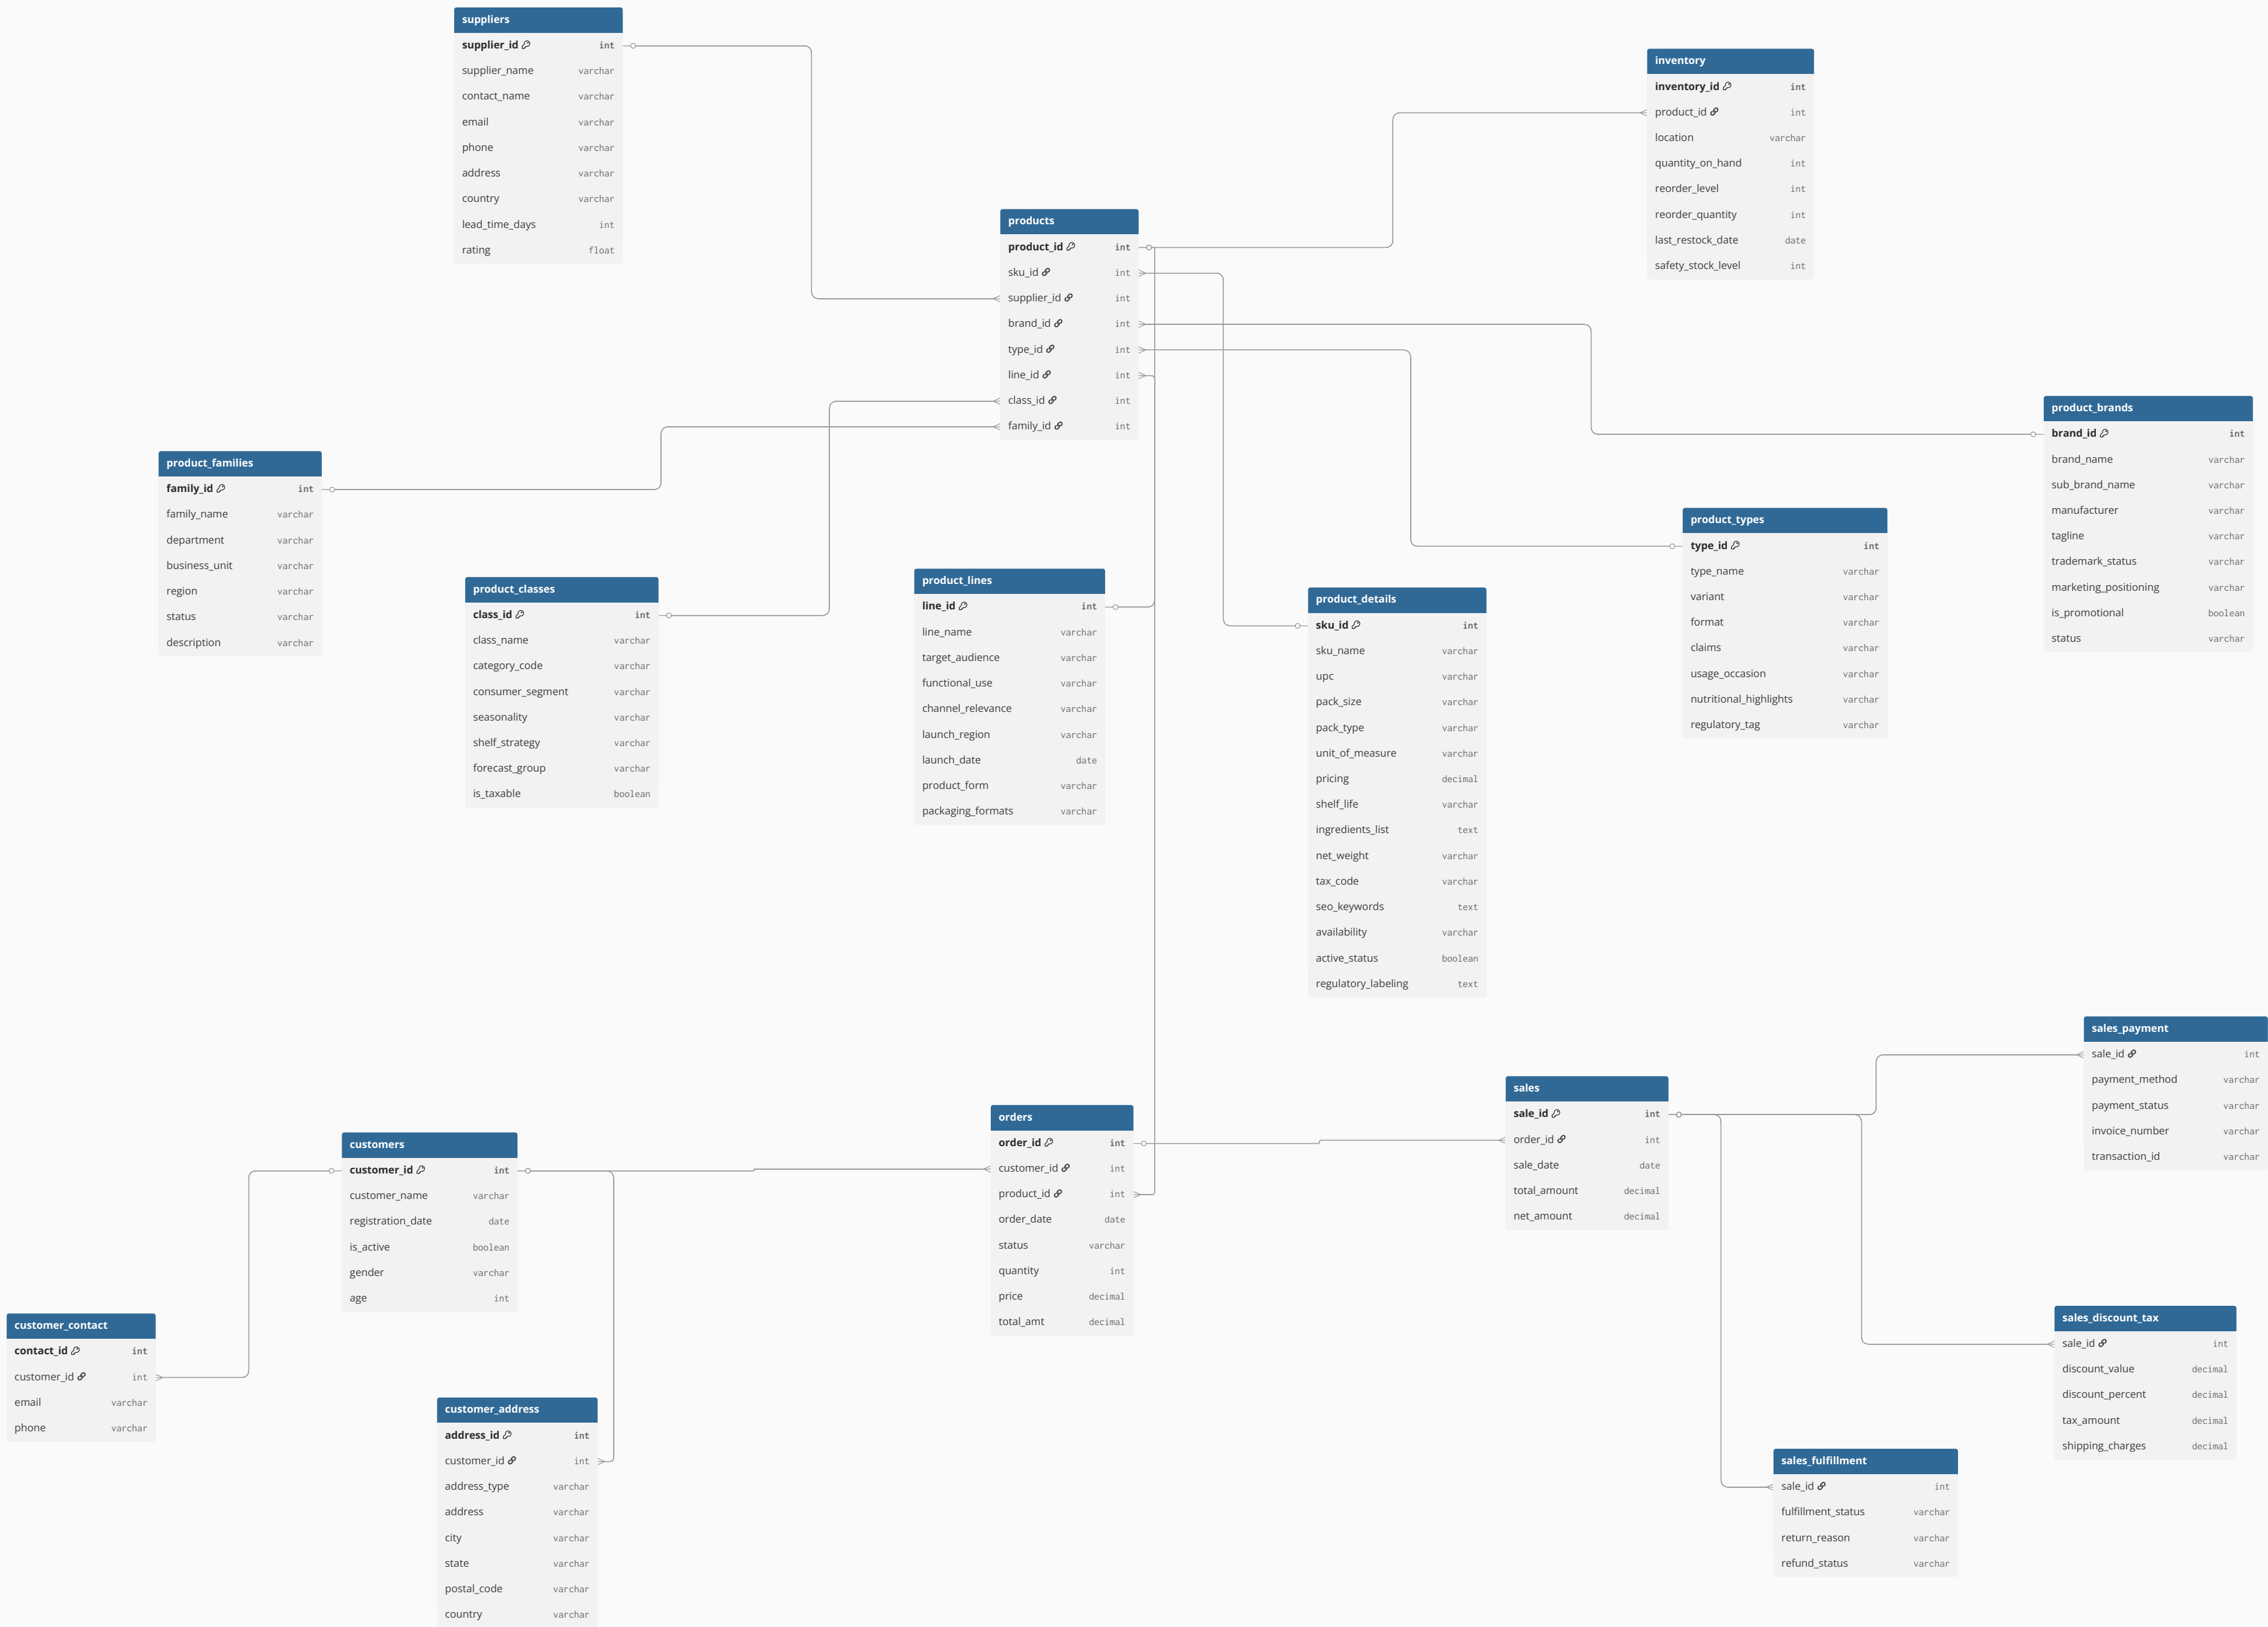 suppliers
supplier_id int
supplier_name varchar
contact_name varchar
email varchar
phone varchar
address varchar
country varchar
lead_time_days int
rating float
inventory
inventory_id int
product_id int
location varchar
quantity_on_hand int
reorder_level int
reorder_quantity int
last_restock_date date
safety_stock_level int
products
product_id int
sku_id int
supplier_id int
brand_id int
type_id int
line_id int
class_id int
family_id int
product_brands
brand_id int
brand_name varchar
sub_brand_name varchar
manufacturer varchar
tagline varchar
trademark_status varchar
marketing_positioning varchar
is_promotional boolean
status varchar
product_families
family_id int
family_name varchar
department varchar
business_unit varchar
region varchar
status varchar
description varchar
product_types
type_id int
type_name varchar
variant varchar
format varchar
claims varchar
usage_occasion varchar
nutritional_highlights varchar
regulatory_tag varchar
product_classes
class_id int
class_name varchar
category_code varchar
consumer_segment varchar
seasonality varchar
shelf_strategy varchar
forecast_group varchar
is_taxable boolean
product_lines
line_id int
line_name varchar
target_audience varchar
functional_use varchar
channel_relevance varchar
launch_region varchar
launch_date date
product_form varchar
packaging_formats varchar
product_details
sku_id int
sku_name varchar
upc varchar
pack_size varchar
pack_type varchar
unit_of_measure varchar
pricing decimal
shelf_life varchar
ingredients_list text
net_weight varchar
tax_code varchar
seo_keywords text
availability varchar
active_status boolean
regulatory_labeling text
sales_payment
sale_id int
payment_method varchar
payment_status varchar
invoice_number varchar
transaction_id varchar
sales
sale_id int
order_id int
sale_date date
total_amount decimal
net_amount decimal
orders
order_id int
customer_id int
product_id int
order_date date
status varchar
quantity int
price decimal
total_amt decimal
customers
customer_id int
customer_name varchar
registration_date date
is_active boolean
gender varchar
age int
customer_contact
contact_id int
customer_id int
email varchar
phone varchar
sales_discount_tax
sale_id int
discount_value decimal
discount_percent decimal
tax_amount decimal
shipping_charges decimal
customer_address
address_id int
customer_id int
address_type varchar
address varchar
city varchar
state varchar
postal_code varchar
country varchar
sales_fulfillment
sale_id int
fulfillment_status varchar
return_reason varchar
refund_status varchar